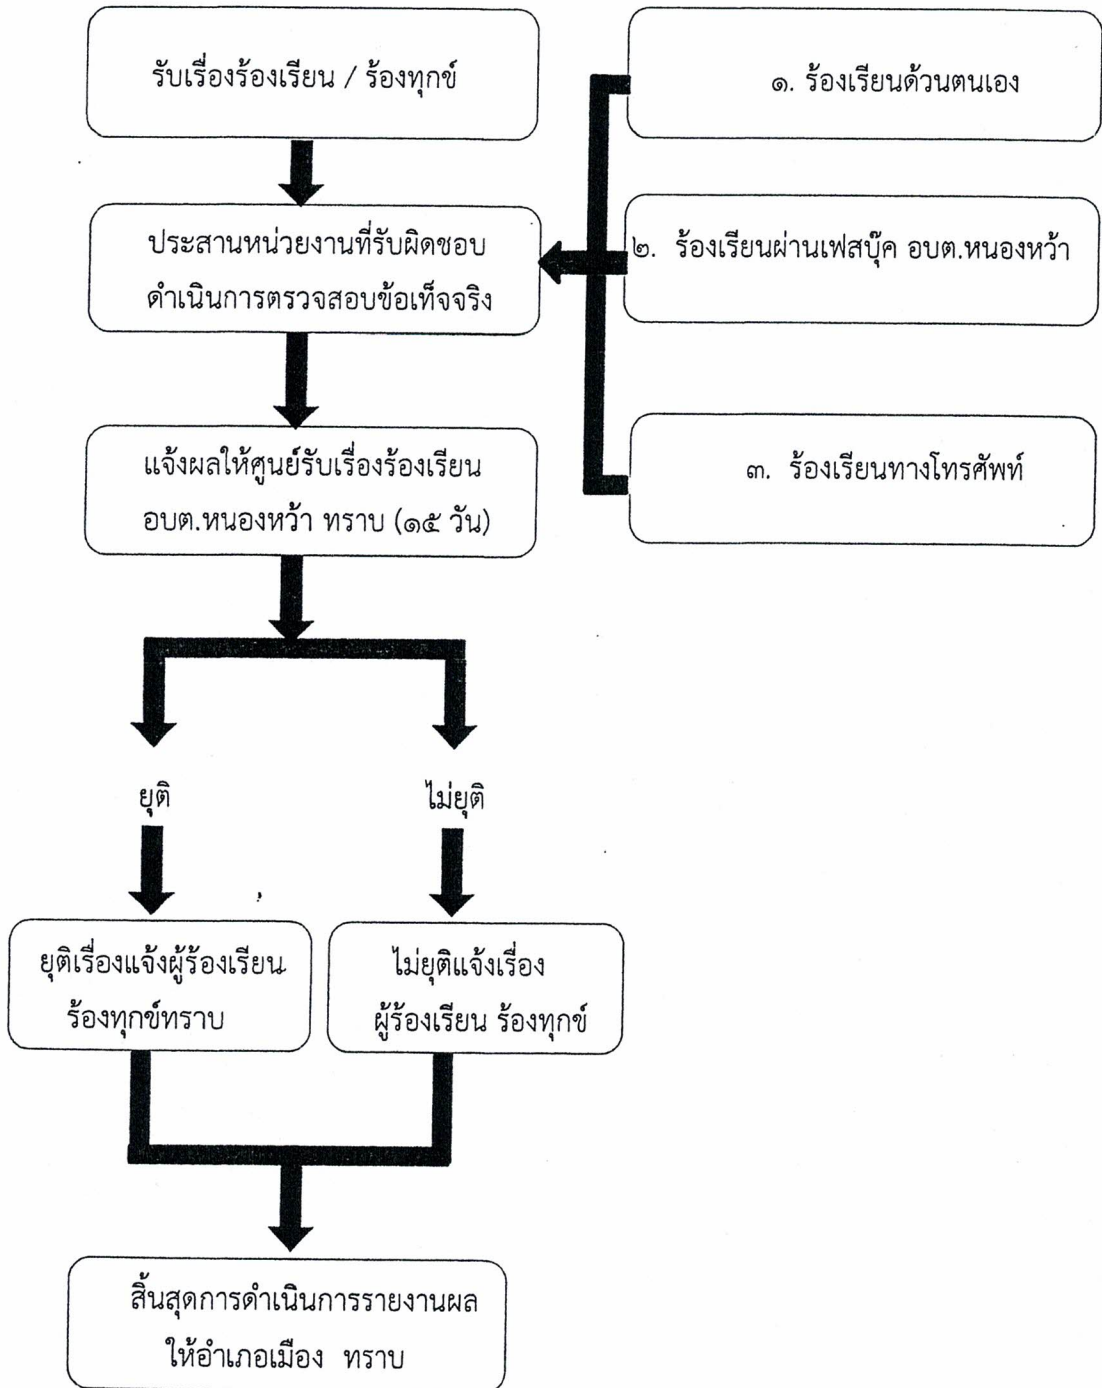 รับเรื่องร้องเรียน / ร้องทุกข์
๑. ร้องเรียนด้วนตนเอง
ประสานหน่วยงานที่รับผิดชอบ
ดำเนินการตรวจสอบข้อเท็จจริง
๒. ร้องเรียนผ่านเฟสบุ๊ค อบต.หนองหว้า
แจ้งผลให้ศูนย์รับเรื่องร้องเรียน
อบต.หนองหว้า ทราบ (๑๕ วัน)
๓. ร้องเรียนทางโทรศัพท์
ยุติ
ไม่ยุติ
ยุติเรื่องแจ้งผู้ร้องเรียน
ร้องทุกข์ทราบ
ไม่ยุติแจ้งเรื่อง
ผู้ร้องเรียน ร้องทุกข์
สิ้นสุดการดำเนินการรายงานผล
ให้อำเภอเมือง ทราบ